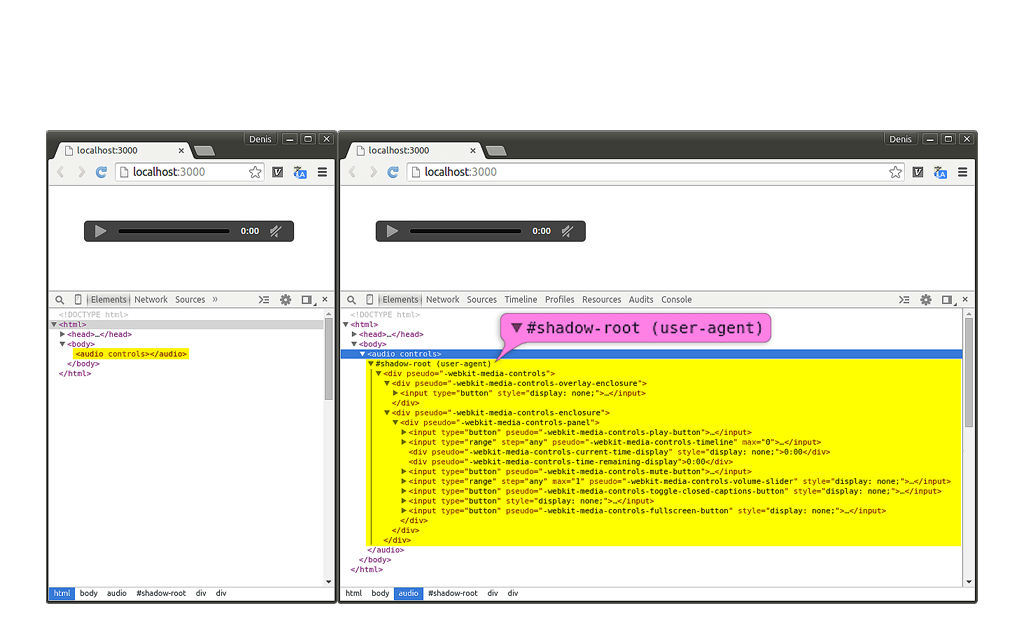 Denis
localhost:3000
localhost:3000
0:00
Elements Network Sources »
<!DOCTYPE html>
▼<html>
▶<head>…</head>
▼<body>
<audio controls></audio>
</body>
</html>
html body audio #shadow-root div div
Denis
localhost:3000
localhost:3000
0:00
Elements Network Sources Timeline Profiles Resources Audits Console
<!DOCTYPE html>
▼<html>
▶<head>…</head>
▼<body>
▼<audio controls>
▼#shadow-root (user-agent)
▼#shadow-root (user-agent)
▼<div pseudo="-webkit-media-controls">
▼<div pseudo="-webkit-media-controls-overlay-enclosure">
▶<input type="button" style="display: none;">…</input>
</div>
▼<div pseudo="-webkit-media-controls-enclosure">
▼<div pseudo="-webkit-media-controls-panel">
▶<input type="button" pseudo="-webkit-media-controls-play-button">…</input>
▶<input type="range" step="any" pseudo="-webkit-media-controls-timeline" max="0">…</input>
<div pseudo="-webkit-media-controls-current-time-display" style="display: none;">0:00</div>
<div pseudo="-webkit-media-controls-time-remaining-display">0:00</div>
▶<input type="button" pseudo="-webkit-media-controls-mute-button">…</input>
▶<input type="range" step="any" max="1" pseudo="-webkit-media-controls-volume-slider" style="display: none;">…</input>
▶<input type="button" pseudo="-webkit-media-controls-toggle-closed-captions-button" style="display: none;">…</input>
▶<input type="button" style="display: none;">…</input>
▶<input type="button" pseudo="-webkit-media-controls-fullscreen-button" style="display: none;">…</input>
</div>
</div>
</div>
</audio>
</body>
</html>
html body audio #shadow-root div div